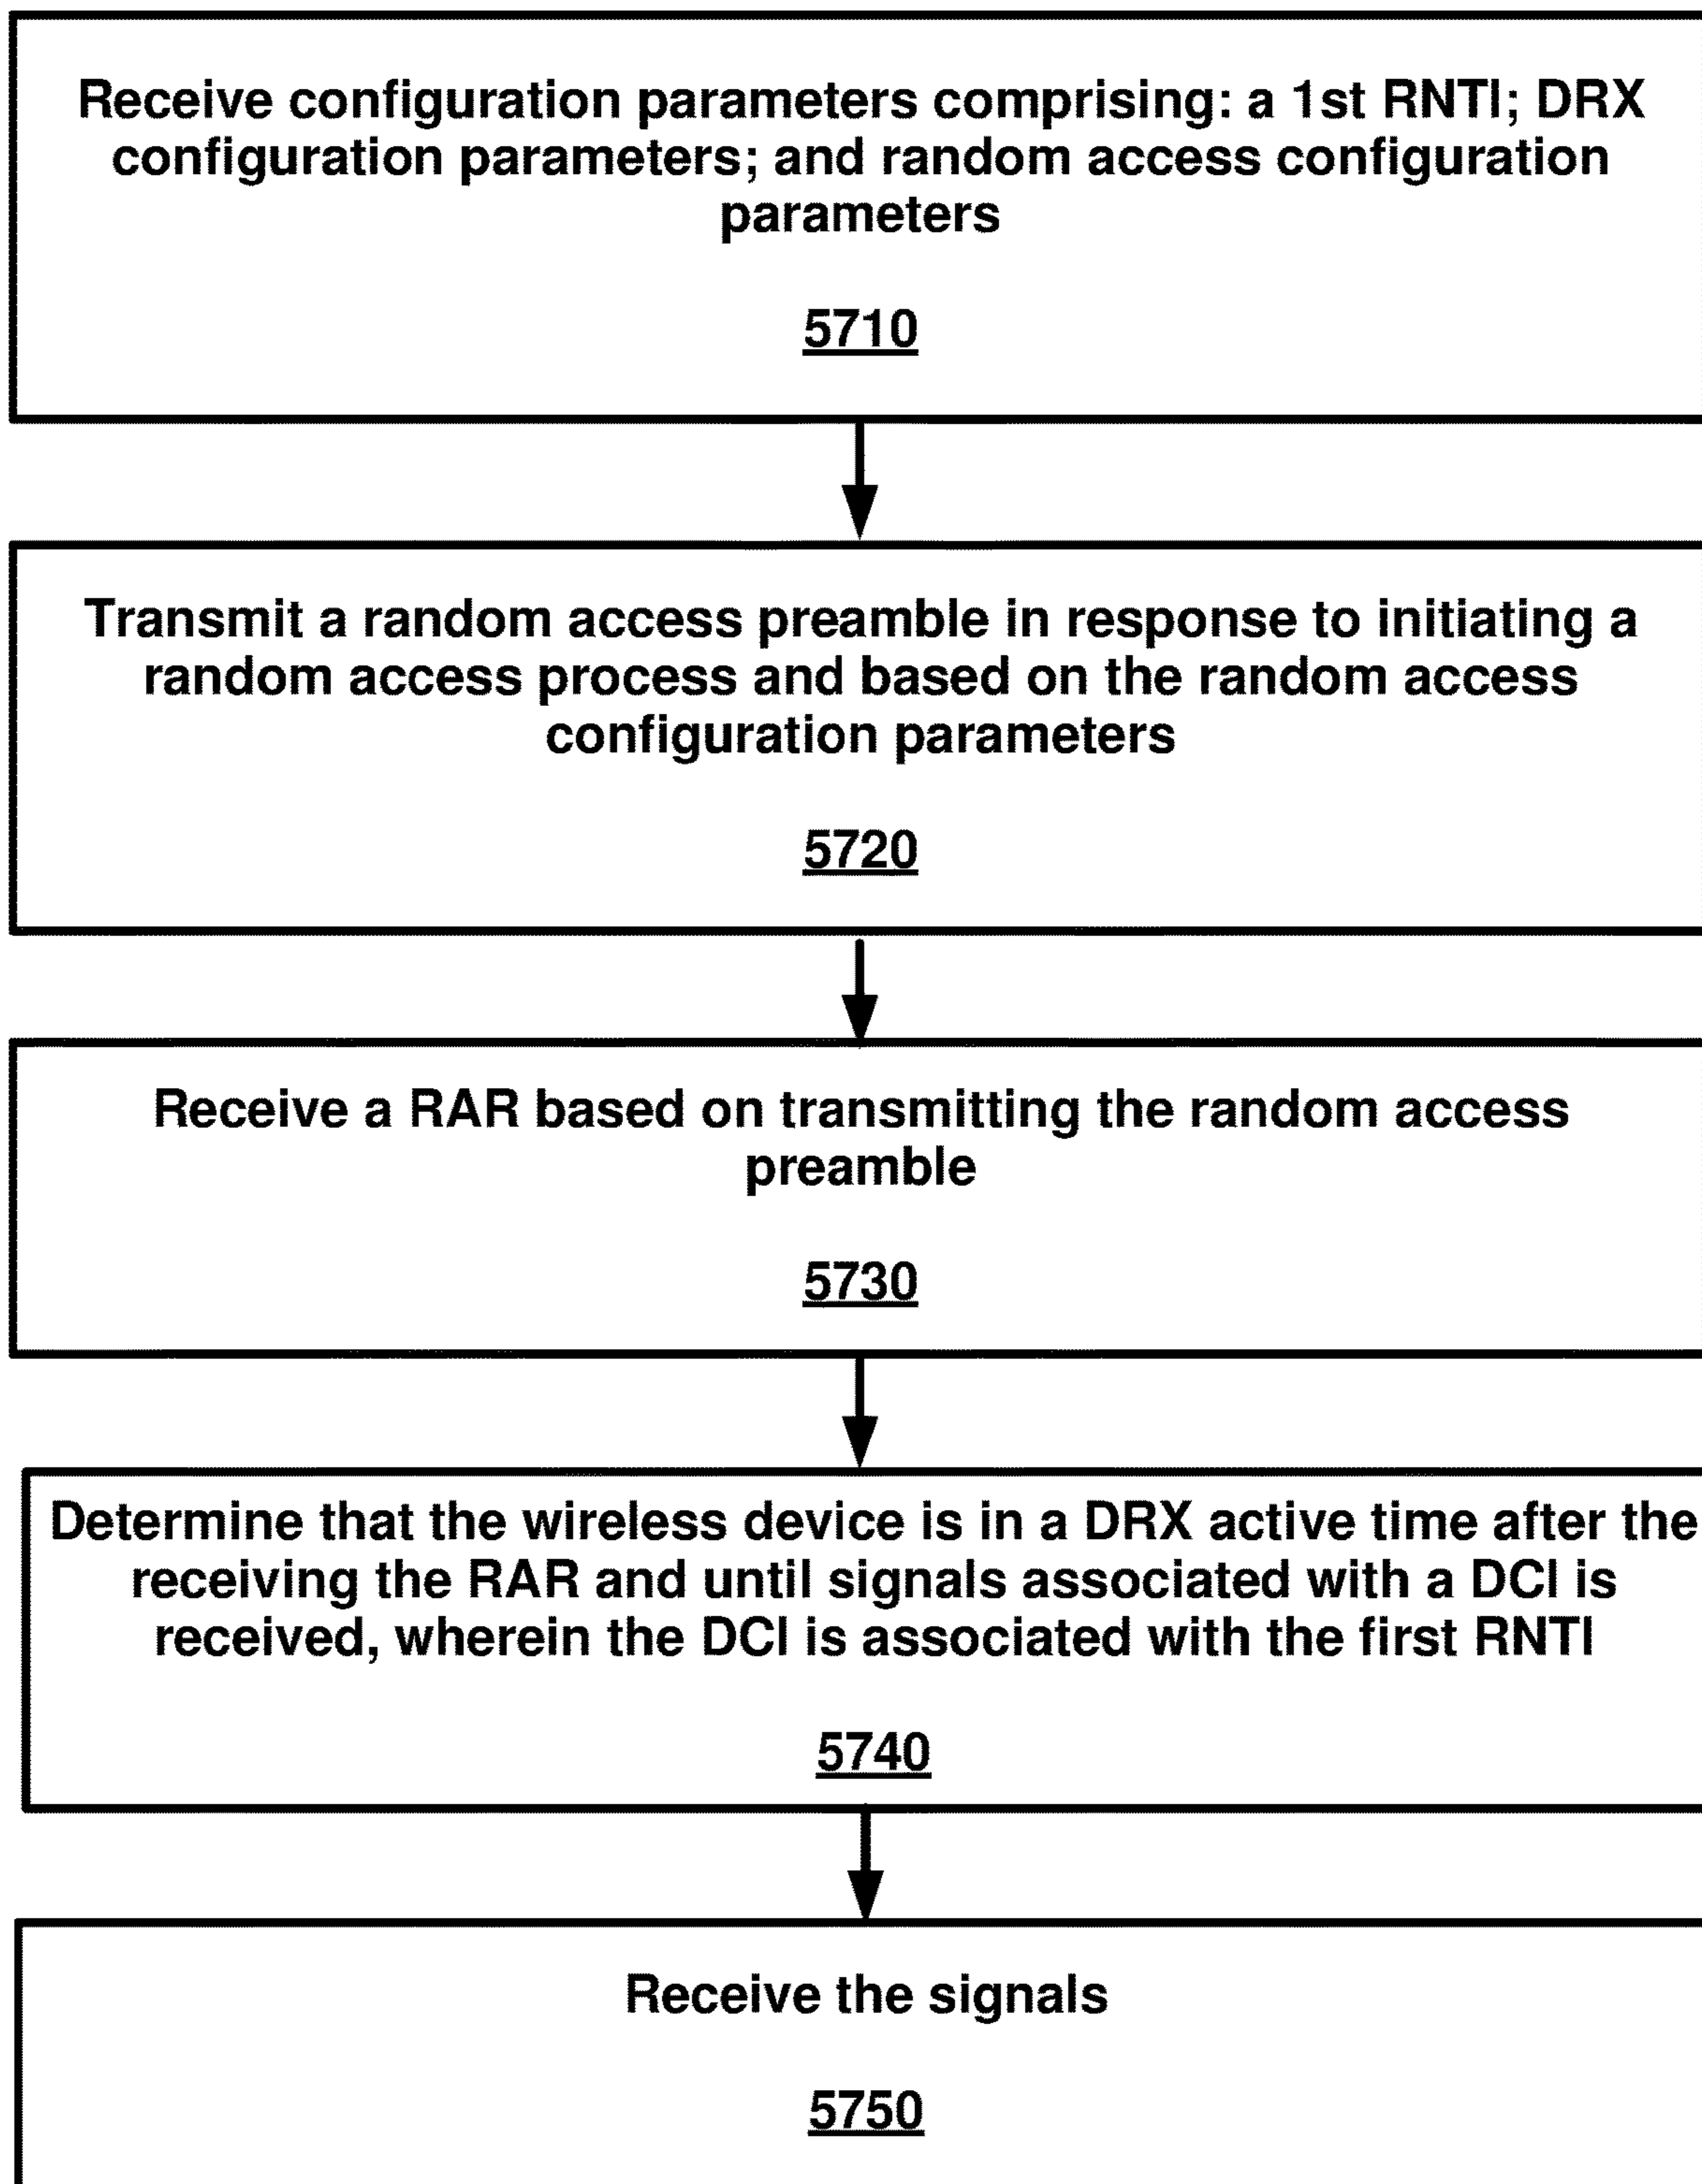 Receive configuration parameters comprising: a 1st RNTI; DRX
configuration parameters; and random access configuration
parameters
5710
Transmit a random access preamble in response to initiating a
random access process and based on the random access
configuration parameters
5720
Receive a RAR based on transmitting the random access
preamble
5730
Determine that the wireless device is in a DRX active time after the
receiving the RAR and until signals associated with a DCI is
received, wherein the DCI is associated with the first RNTI
5740
Receive the signals
5750